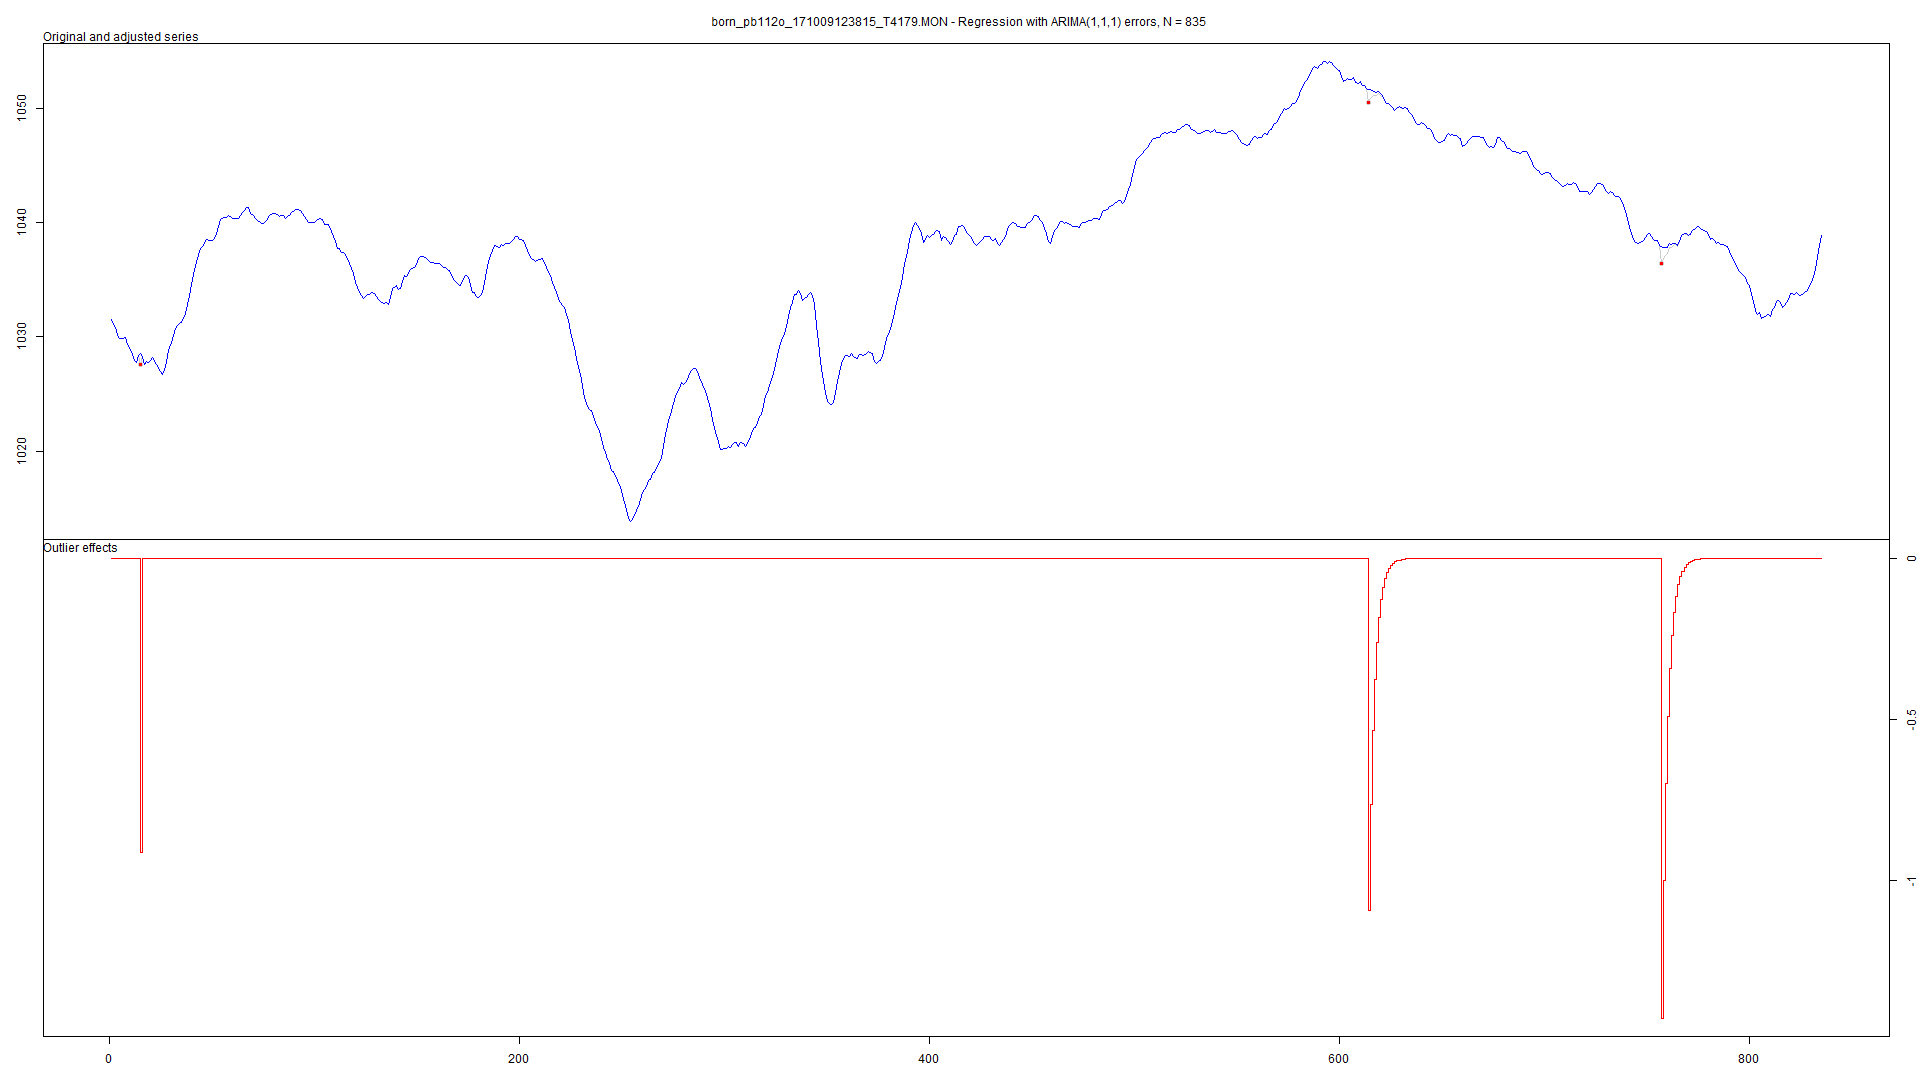 born_pb112o_171009123815_T4179.MON - Regression with ARIMA(1,1,1) errors, N = 835
Original and adjusted series
1050
1040
1030
1020
Outlier effects
0
-0.5
-1
0 200 400 600 800